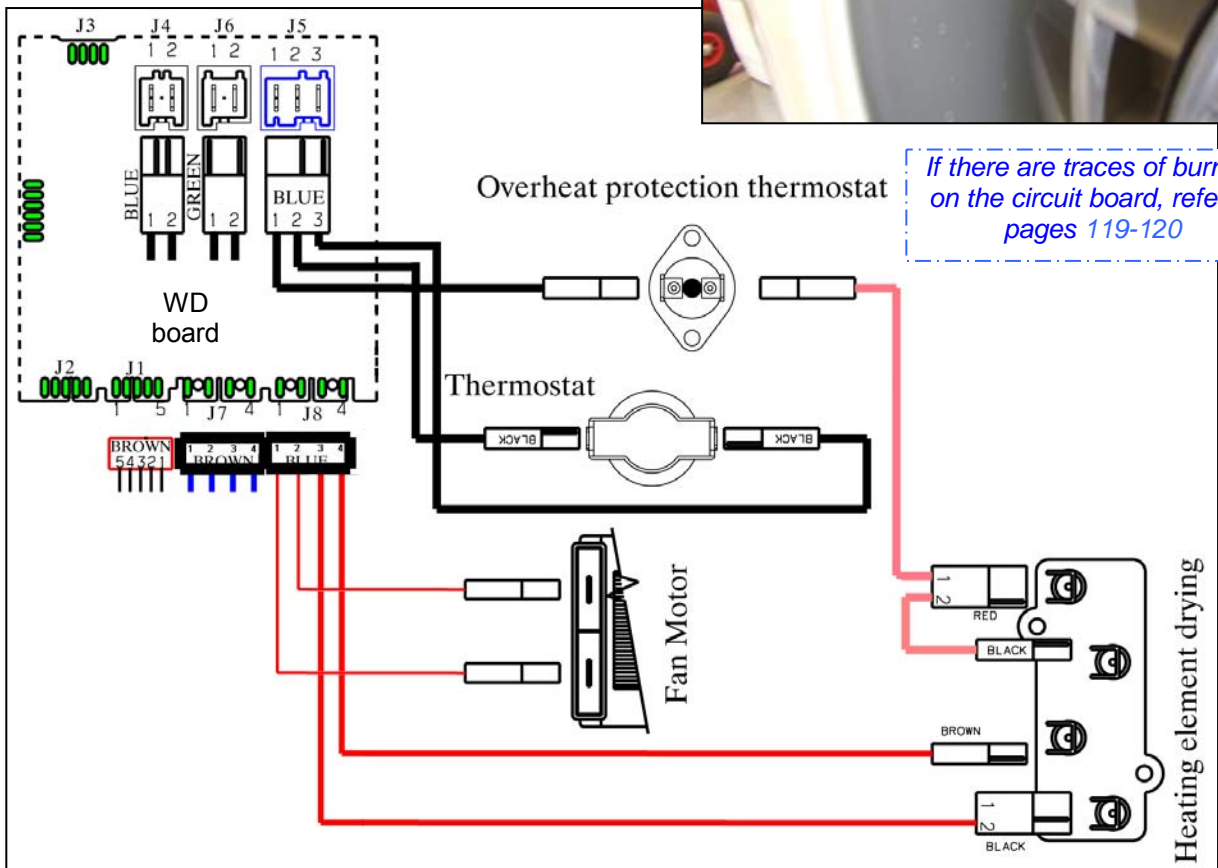 J3
J4
J6
J5
1 2
1 2
1 2 3
BLUE
1 2
GREEN
1 2
BLUE
1 2 3
WD
board
J2
J1
J7
J8
1 5
1 4
1 4
BROWN
54321
1 2 3 4
BROWN
1 2 3 4
BLUE
Overheat protection thermostat
If there are traces of
on the circuit board,
pages 119-120
Thermostat
BLACK
BLACK
Fan Motor
1
2
RED
BLACK
BROWN
1
2
BLACK
Heating element drying